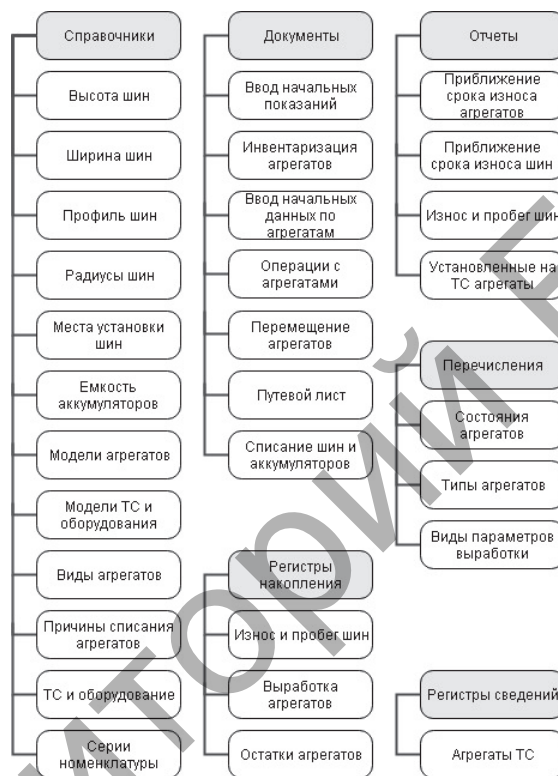 Справочники
Высота шин
Ширина шин
Профиль шин
Радиусы шин
Места установки
шин
Емкость
аккумуляторов
Модели агрегатов
Модели ТС и
оборудования
Виды агрегатов
Причины списания
агрегатов
ТС и оборудование
Серии
номенклатуры
Документы
Ввод начальных
показаний
Инвентаризация
агрегатов
Ввод начальных
данных по
агрегатам
Операции с
агрегатами
Перемещение
агрегатов
Путевой лист
Списание шин и
аккумуляторов
Регистры
накопления
Износ и пробег шин
Выработка
агрегатов
Остатки агрегатов
Отчеты
Приближение
срока износа
агрегатов
Приближение
срока износа шин
Износ и пробег шин
Установленные на
ТС агрегаты
Перечисления
Состояния
агрегатов
Типы агрегатов
Виды параметров
выработки
Регистры сведений
Агрегаты ТС